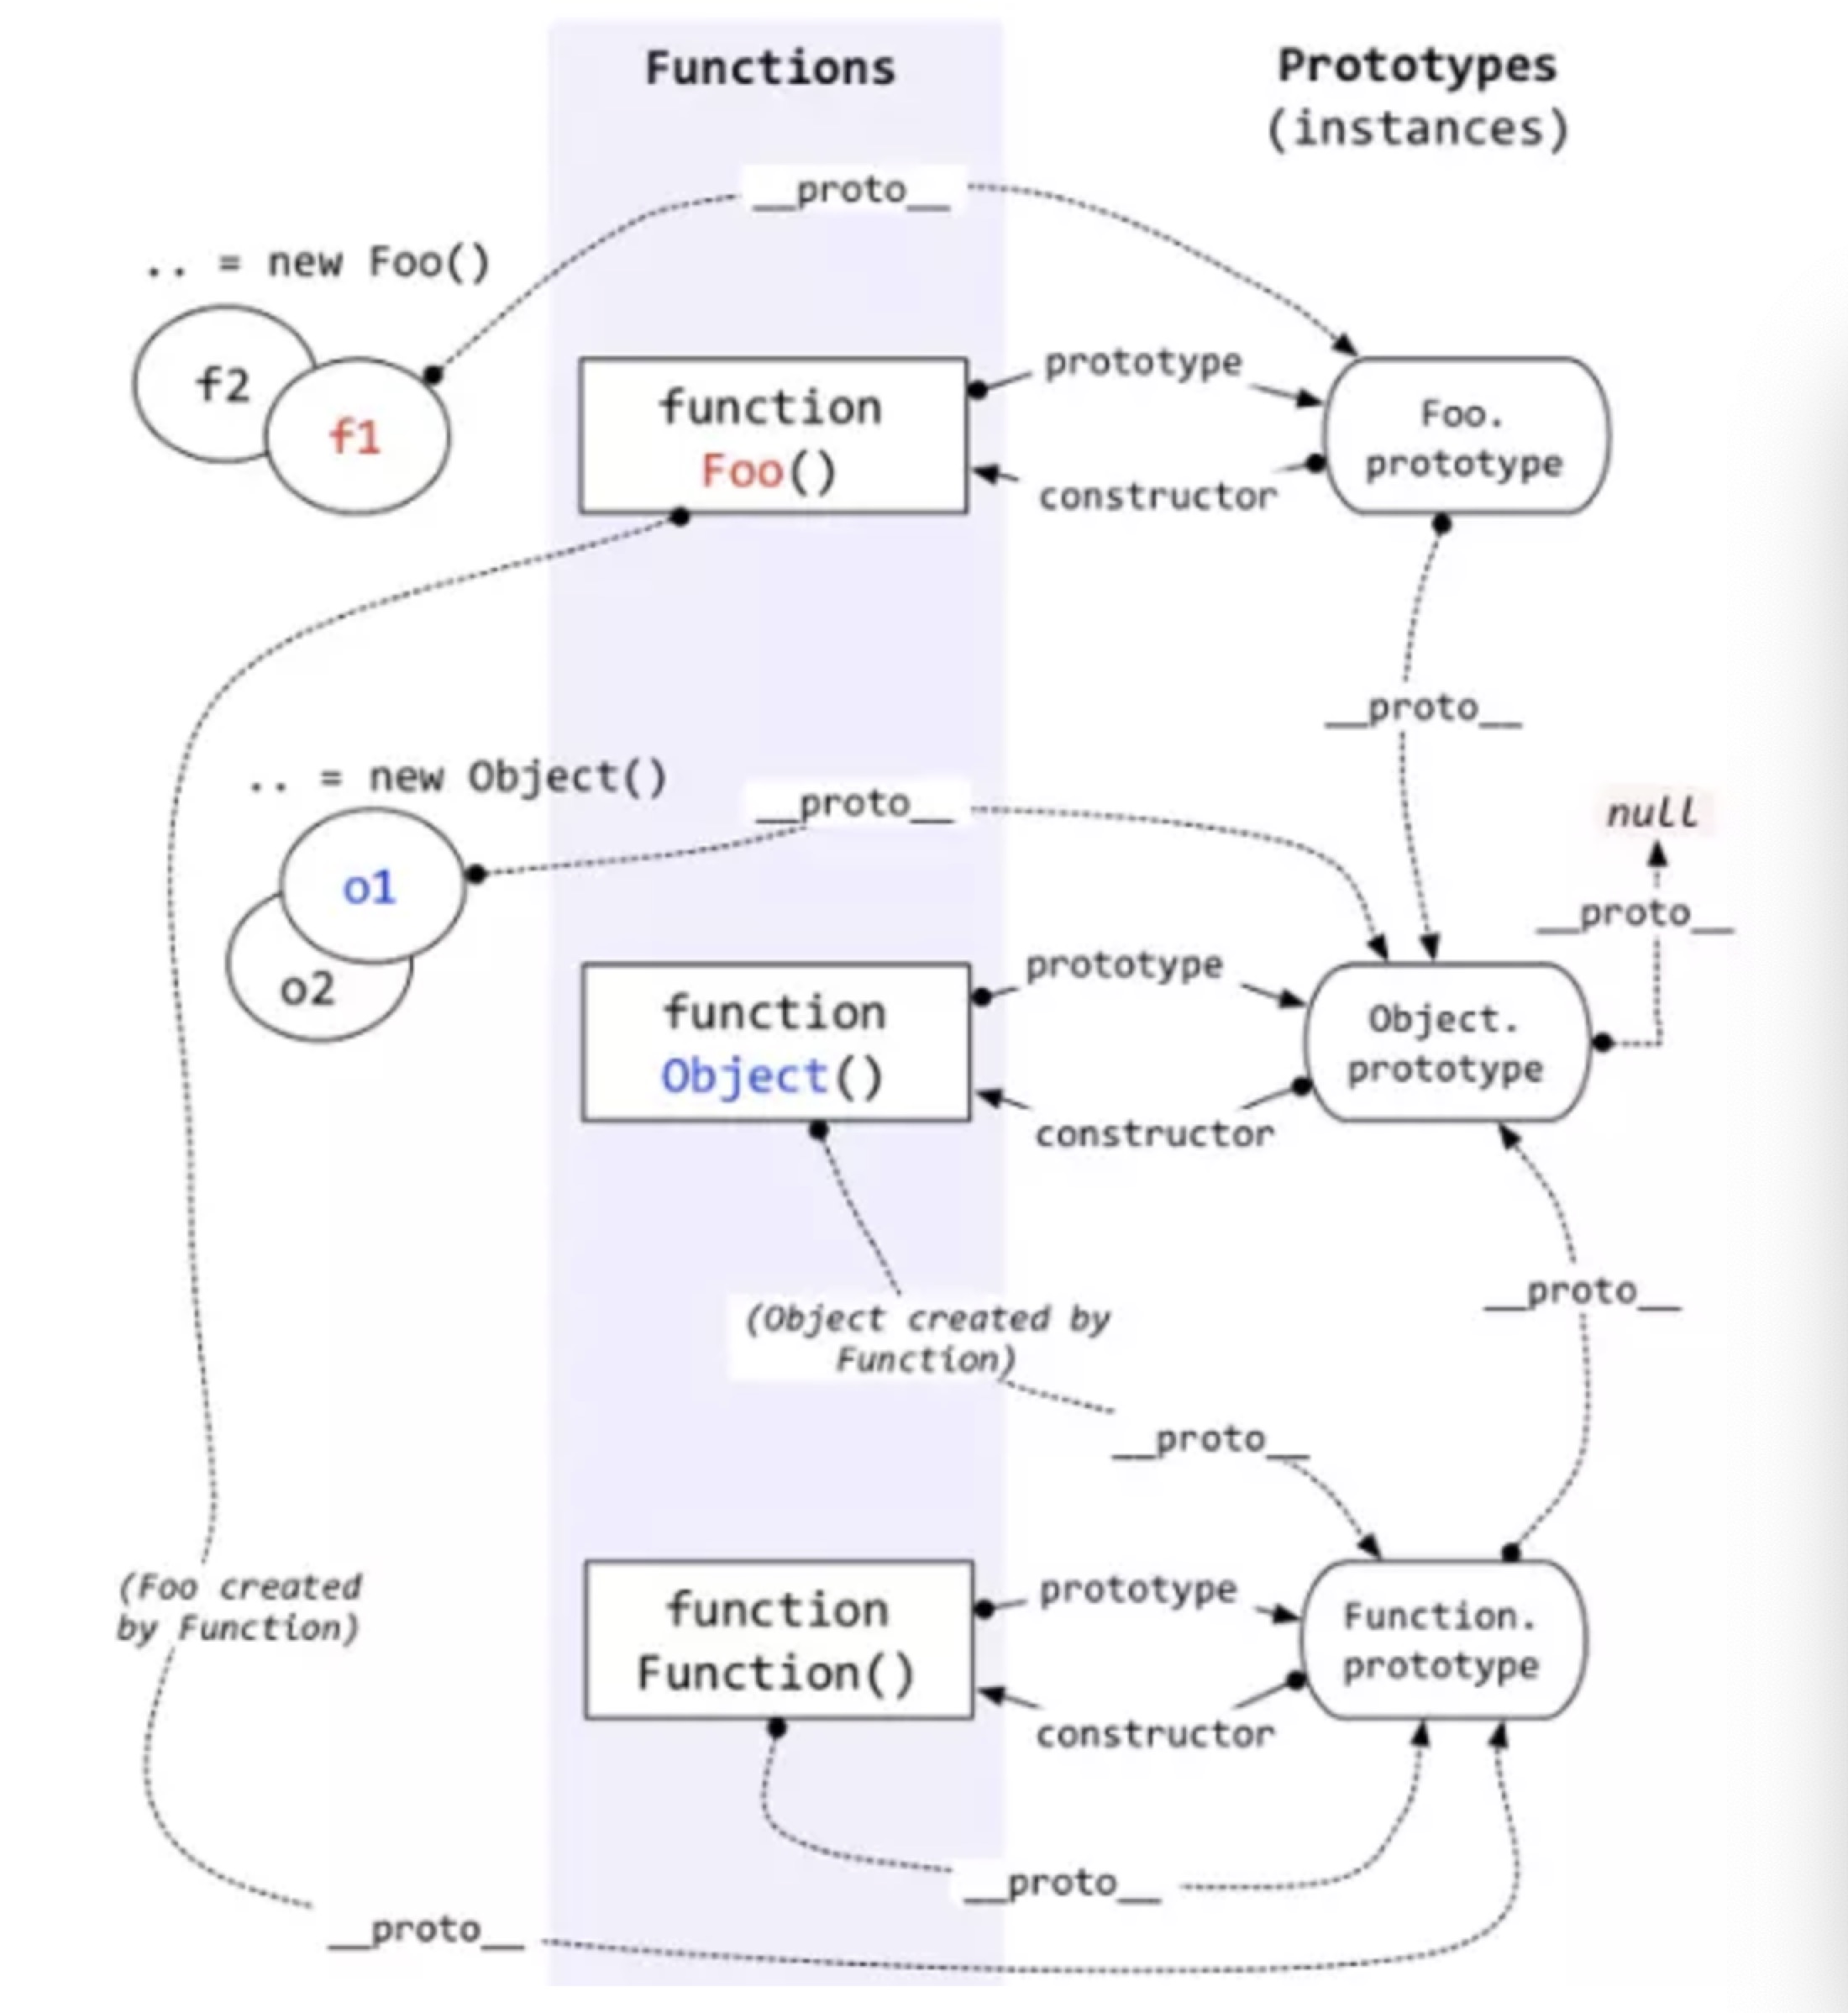 Functions
Prototypes
(instances)
__proto__
.. = new Foo()
f2
f1
function
Foo()
prototype
constructor
Foo.
prototype
__proto__
.. = new Object()
__proto__
null
__proto__
o1
o2
function
Object()
prototype
constructor
Object.
prototype
__proto__
(Object created by
Function)
__proto__
(Foo created
by Function)
function
Function()
prototype
constructor
Function.
prototype
__proto__
__proto__